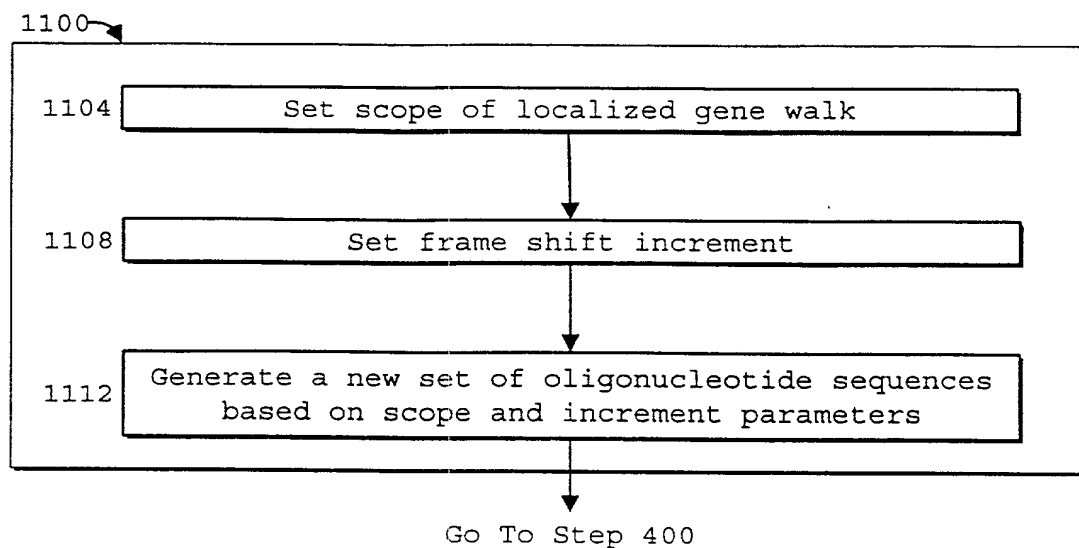 1100
1104 Set scope of localized gene walk
1108 Set frame shift increment
1112 Generate a new set of oligonucleotide sequences
based on scope and increment parameters
Go To Step 400